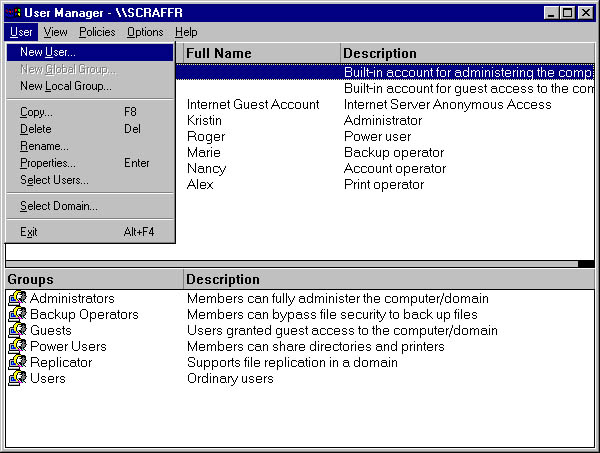 User Manager - \\SCRAFFR
User View Policies Options Help
New User...
New Global Group...
New Local Group...
Copy... F8
Delete Del
Rename...
Properties... Enter
Select Users...
Select Domain...
Exit Alt+F4
Full Name Description
Built-in account for administering the comp
Built-in account for guest access to the com
Internet Guest Account Internet Server Anonymous Access
Kristin Administrator
Roger Power user
Marie Backup operator
Nancy Account operator
Alex Print operator
Groups Description
Administrators Members can fully administer the computer/domain
Backup Operators Members can bypass file security to back up files
Guests Users granted guest access to the computer/domain
Power Users Members can share directories and printers
Replicator Supports file replication in a domain
Users Ordinary users